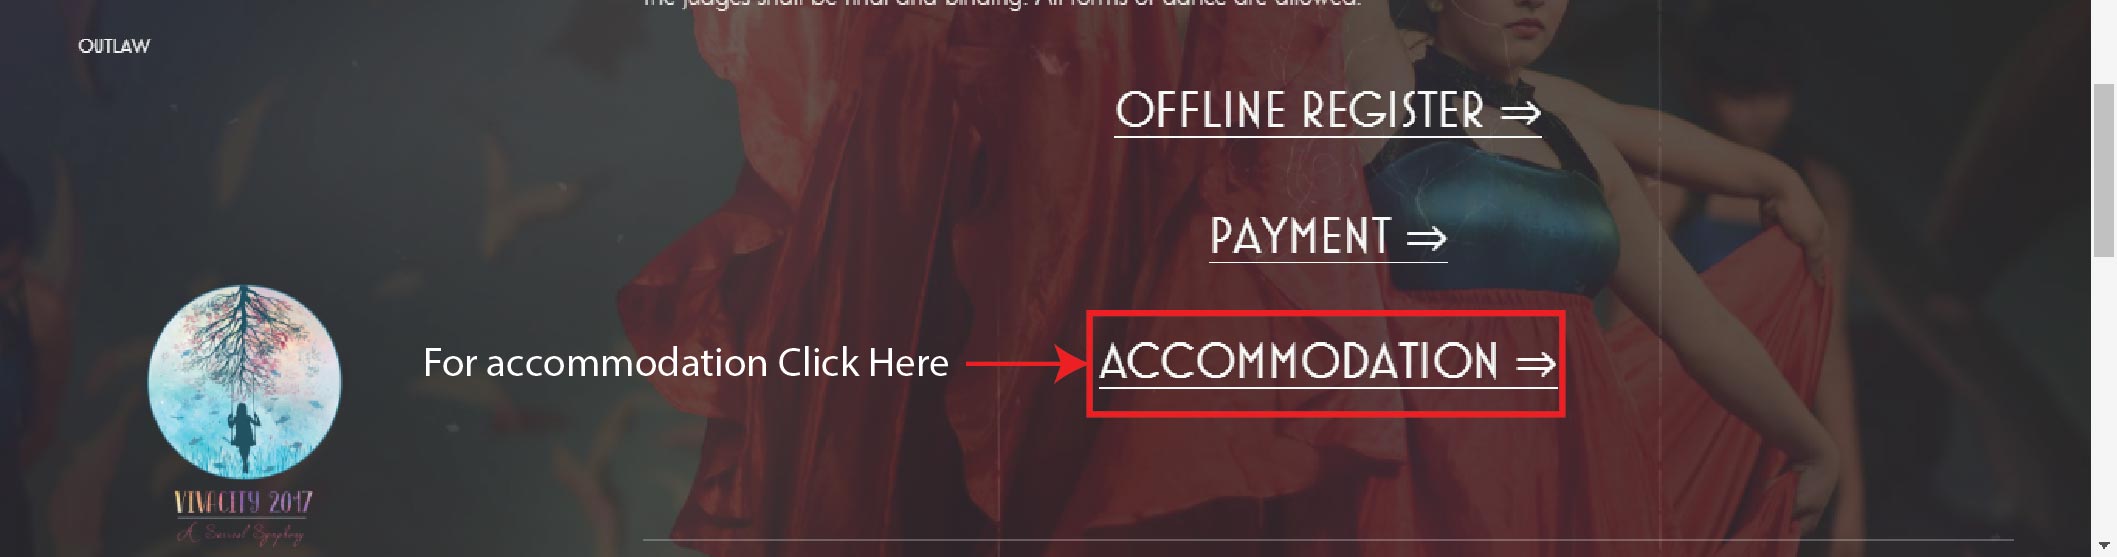 The judges shall be final and binding. All forms of dance are allowed.
OUTLAW
OFFLINE REGISTER ⇒
PAYMENT ⇒
For accommodation Click Here
ACCOMMODATION ⇒
VIVACITY 2017
A Surreal Symphony